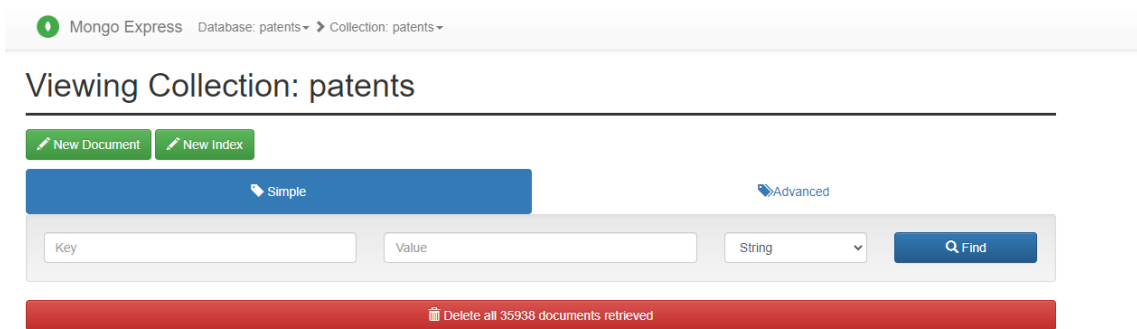 Mongo Express Database: patents Collection: patents
Viewing Collection: patents
New Document New Index
Simple Advanced
Key Value String Find
Delete all 35938 documents retrieved